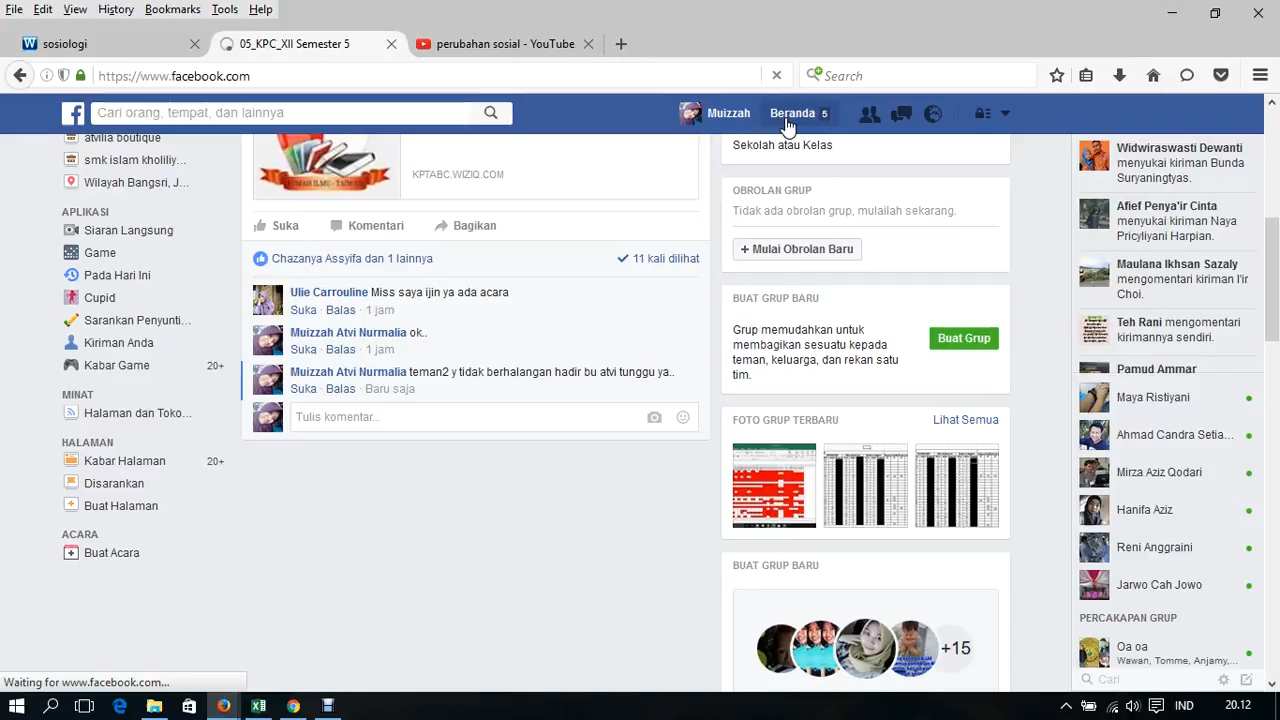 File Edit View History Bookmarks Tools Help
sosiologi
05_KPC_XII Semester 5
perubahan sosial - YouTube
https://www.facebook.com
Search
Cari orang, tempat, dan lainnya
Muizzah
Beranda 5
atvilia boutique
smk islam kholiliy...
Wilayah Bangsri, J...
APLIKASI
Siaran Langsung
Game
Pada Hari Ini
Cupid
Sarankan Penyunti...
Kiriman Anda
Kabar Game 20+
MINAT
Halaman dan Toko...
HALAMAN
Kabar Halaman 20+
Disarankan
Buat Halaman
ACARA
Buat Acara
KPTABC.WIZIQ.COM
Suka Komentari Bagikan
Chazanya Assyifa dan 1 lainnya
11 kali dilihat
Ulie Carrouline Miss saya ijin ya ada acara
Suka · Balas · 1 jam
Muizzah Atvi Nurmalia ok..
Suka · Balas · 1 jam
Muizzah Atvi Nurmalia teman2 y tidak berhalangan hadir bu atvi tunggu ya..
Suka · Balas · Baru saja
Tulis komentar...
Sekolah atau Kelas
OBROLAN GRUP
Tidak ada obrolan grup, mulailah sekarang.
+ Mulai Obrolan Baru
BUAT GRUP BARU
Grup memudahkan untuk
membagikan sesuatu kepada
teman, keluarga, dan rekan satu
tim.
Buat Grup
FOTO GRUP TERBARU
Lihat Semua
BUAT GRUP BARU
+15
Widwiraswasti Dewanti
menyukai kiriman Bunda
Suryaningtyas.
Afief Penya'ir Cinta
menyukai kiriman Naya
Pricyliyani Harpian.
Maulana Ikhsan Sazaly
mengomentari kiriman I'ir
Choi.
Teh Rani mengomentari
kirimannya sendiri.
Pamud Ammar
Maya Ristiyani
Ahmad Candra Setia...
Mirza Aziz Qodari
Hanifa Aziz
Reni Anggraini
Jarwo Cah Jowo
PERCAKAPAN GRUP
Oa oa
Wawan, Tomme, Anjamy,...
Cari
Waiting for www.facebook.com...
IND
20.12